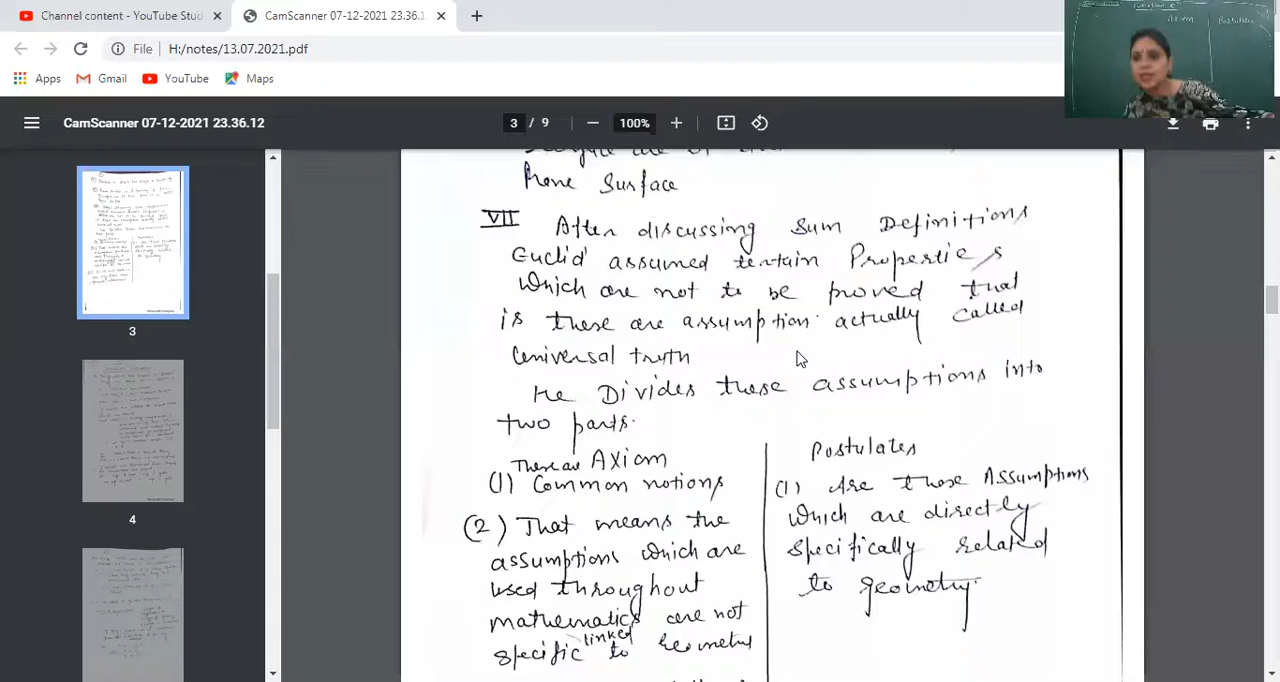 Channel content - YouTube Stud
CamScanner 07-12-2021 23.36.12
File H:/notes/13.07.2021.pdf
Apps Gmail YouTube Maps
CamScanner 07-12-2021 23.36.12
3 / 9 100%
3
4
Axiom Postulates
Plane Surface
VII After discussing Sum Definitions
Euclid assumed certain Properties
Which are not to be proved that
is these are assumption actually called
Universal truth
He Divides these assumptions into
two parts.
There are Axiom
(1) Common notions
(2) That means the
assumptions which are
used throughout
mathematics are not
specific linked to Geometry
Postulates
(1) Are those Assumptions
Which are directly
specifically related
to geometry.